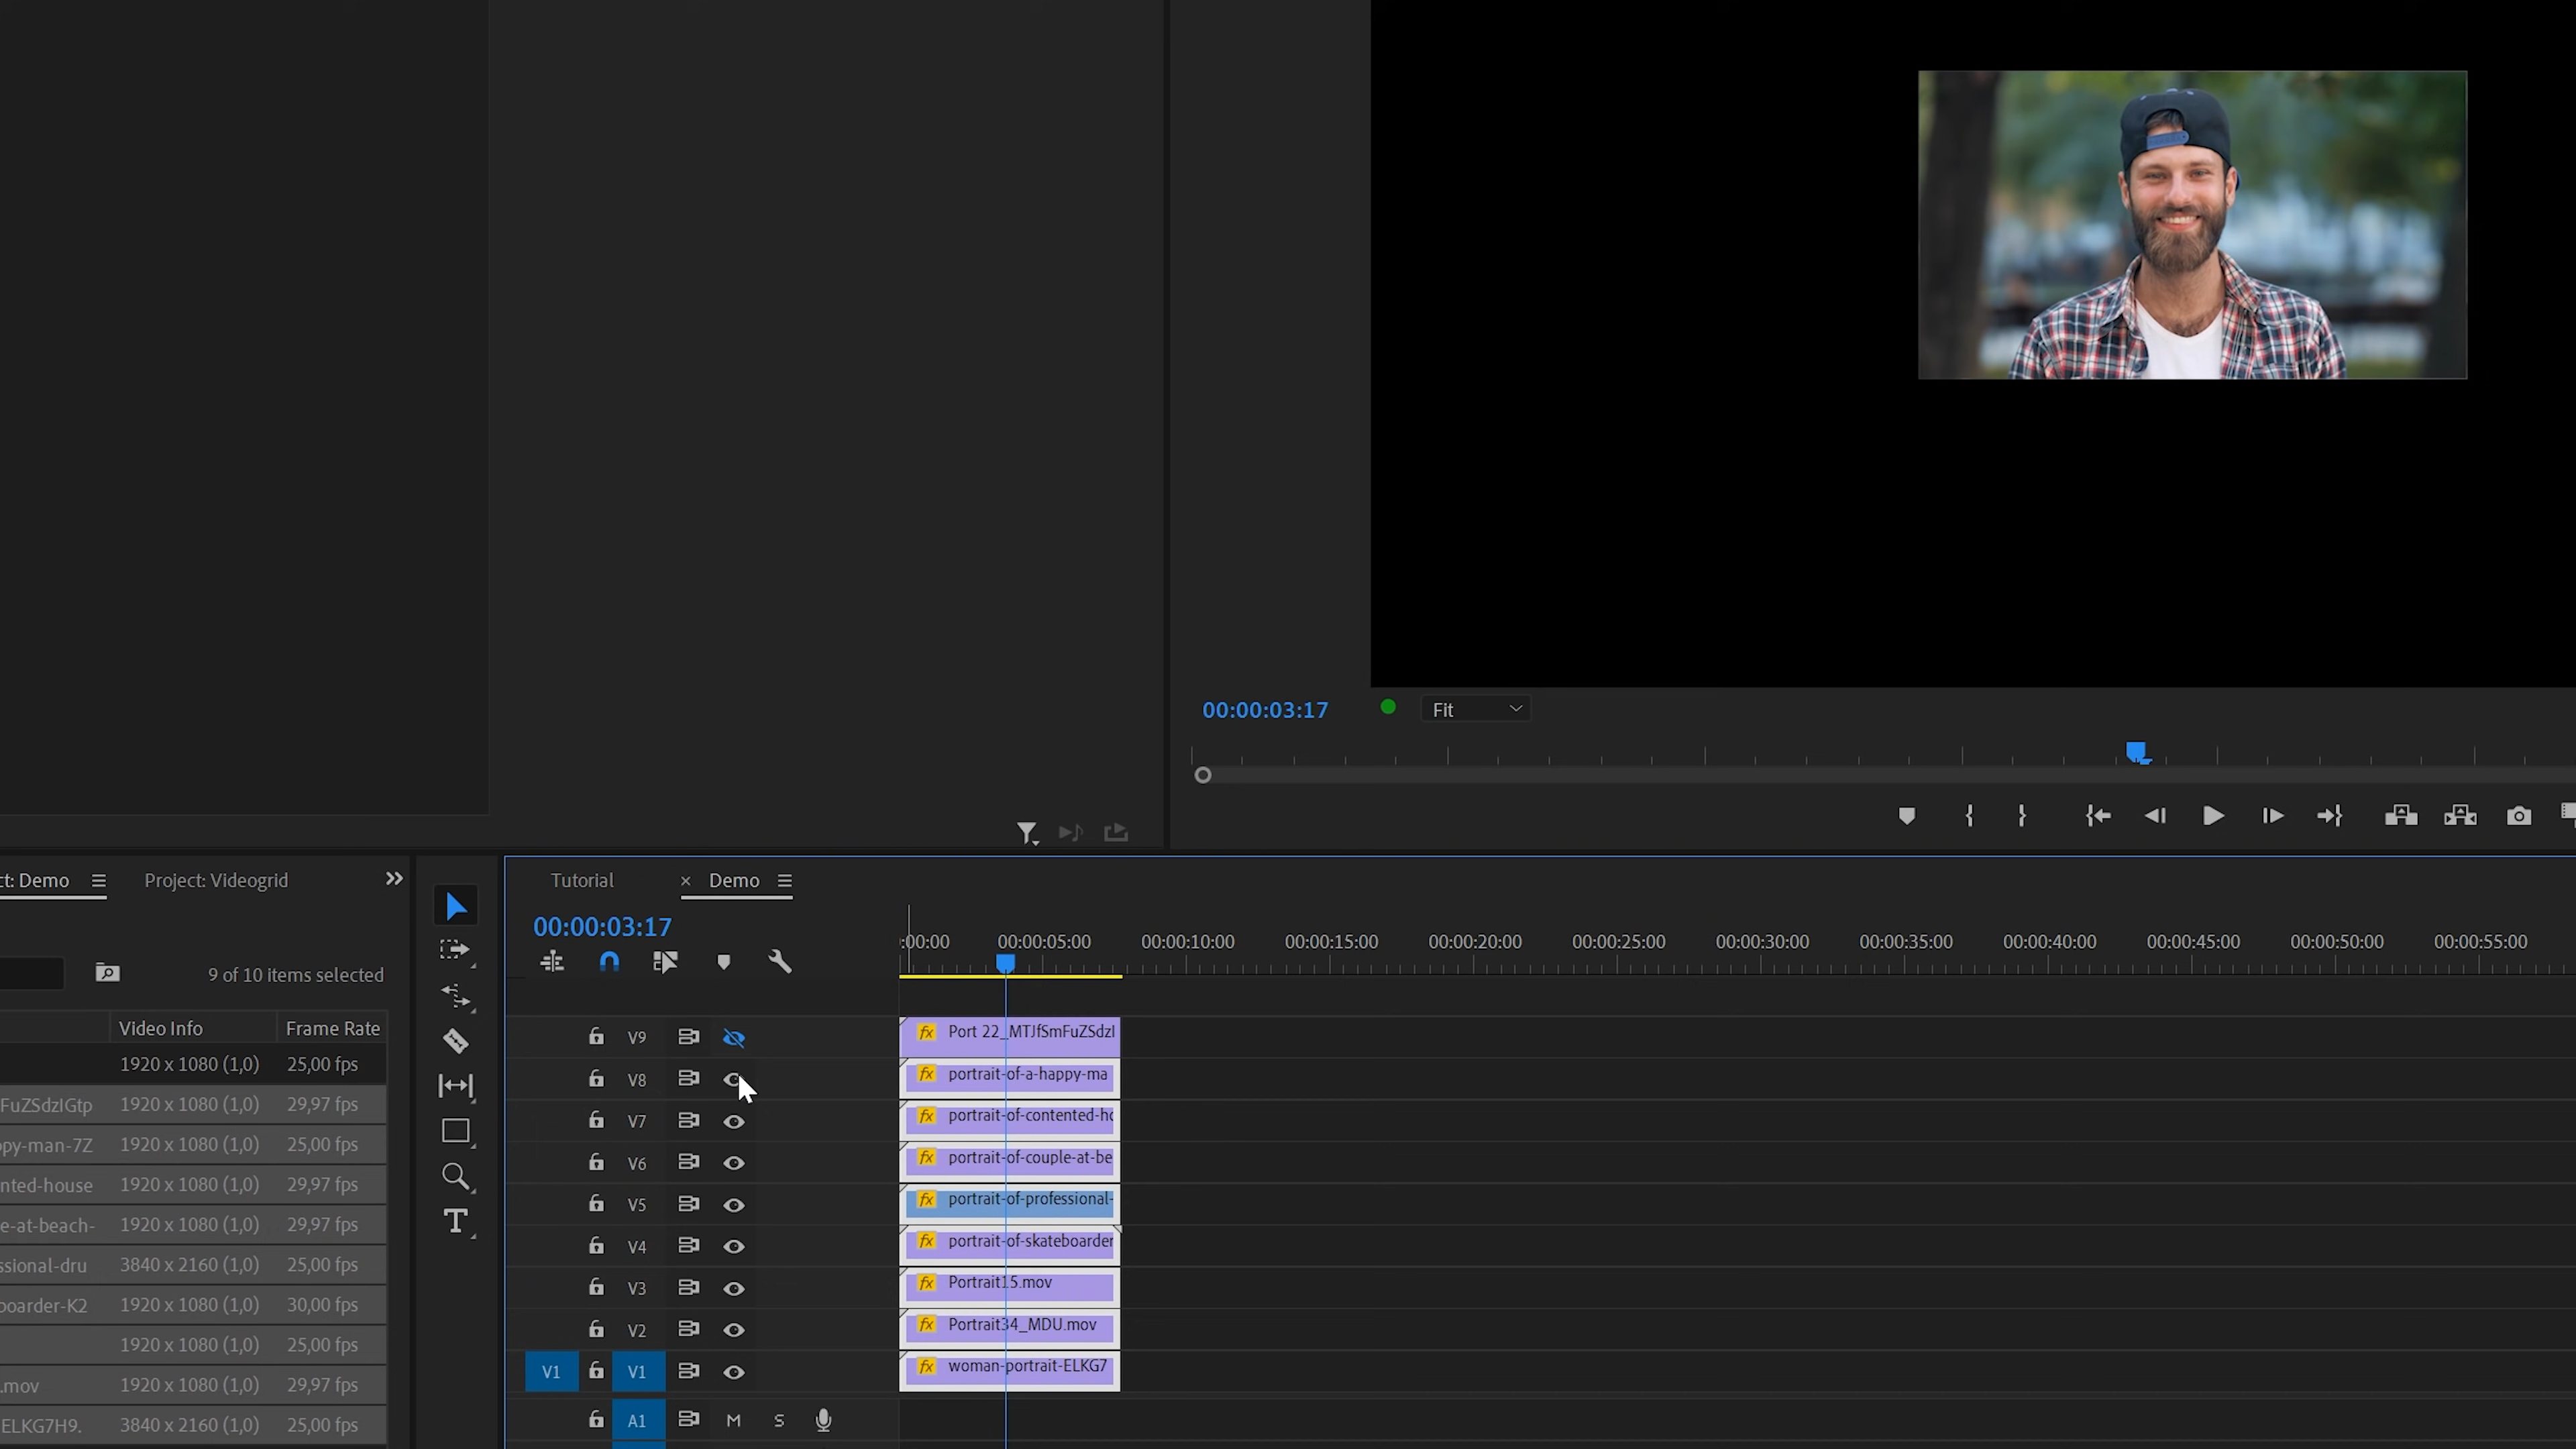 00:00:03:17
Fit
ct: Demo
Project: Videogrid
9 of 10 items selected
Video Info
Frame Rate
1920 x 1080 (1,0) 25,00 fps
FuZSdzIGtp 1920 x 1080 (1,0) 29,97 fps
opy-man-7Z 1920 x 1080 (1,0) 25,00 fps
nted-house 1920 x 1080 (1,0) 29,97 fps
e-at-beach- 1920 x 1080 (1,0) 29,97 fps
ssional-dru 3840 x 2160 (1,0) 25,00 fps
boarder-K2 1920 x 1080 (1,0) 30,00 fps
1920 x 1080 (1,0) 25,00 fps
.mov 1920 x 1080 (1,0) 29,97 fps
ELKG7H9. 3840 x 2160 (1,0) 25,00 fps
T
Tutorial
× Demo
00:00:03:17
:00:00 00:00:05:00 00:00:10:00 00:00:15:00 00:00:20:00 00:00:25:00 00:00:30:00 00:00:35:00 00:00:40:00 00:00:45:00 00:00:50:00 00:00:55:00
V9 fx Port 22_MTJfSmFuZSdzI
V8 fx portrait-of-a-happy-ma
V7 fx portrait-of-contented-ho
V6 fx portrait-of-couple-at-be
V5 fx portrait-of-professional-
V4 fx portrait-of-skateboarder
V3 fx Portrait15.mov
V2 fx Portrait34_MDU.mov
V1 V1 fx woman-portrait-ELKG7
A1 M S